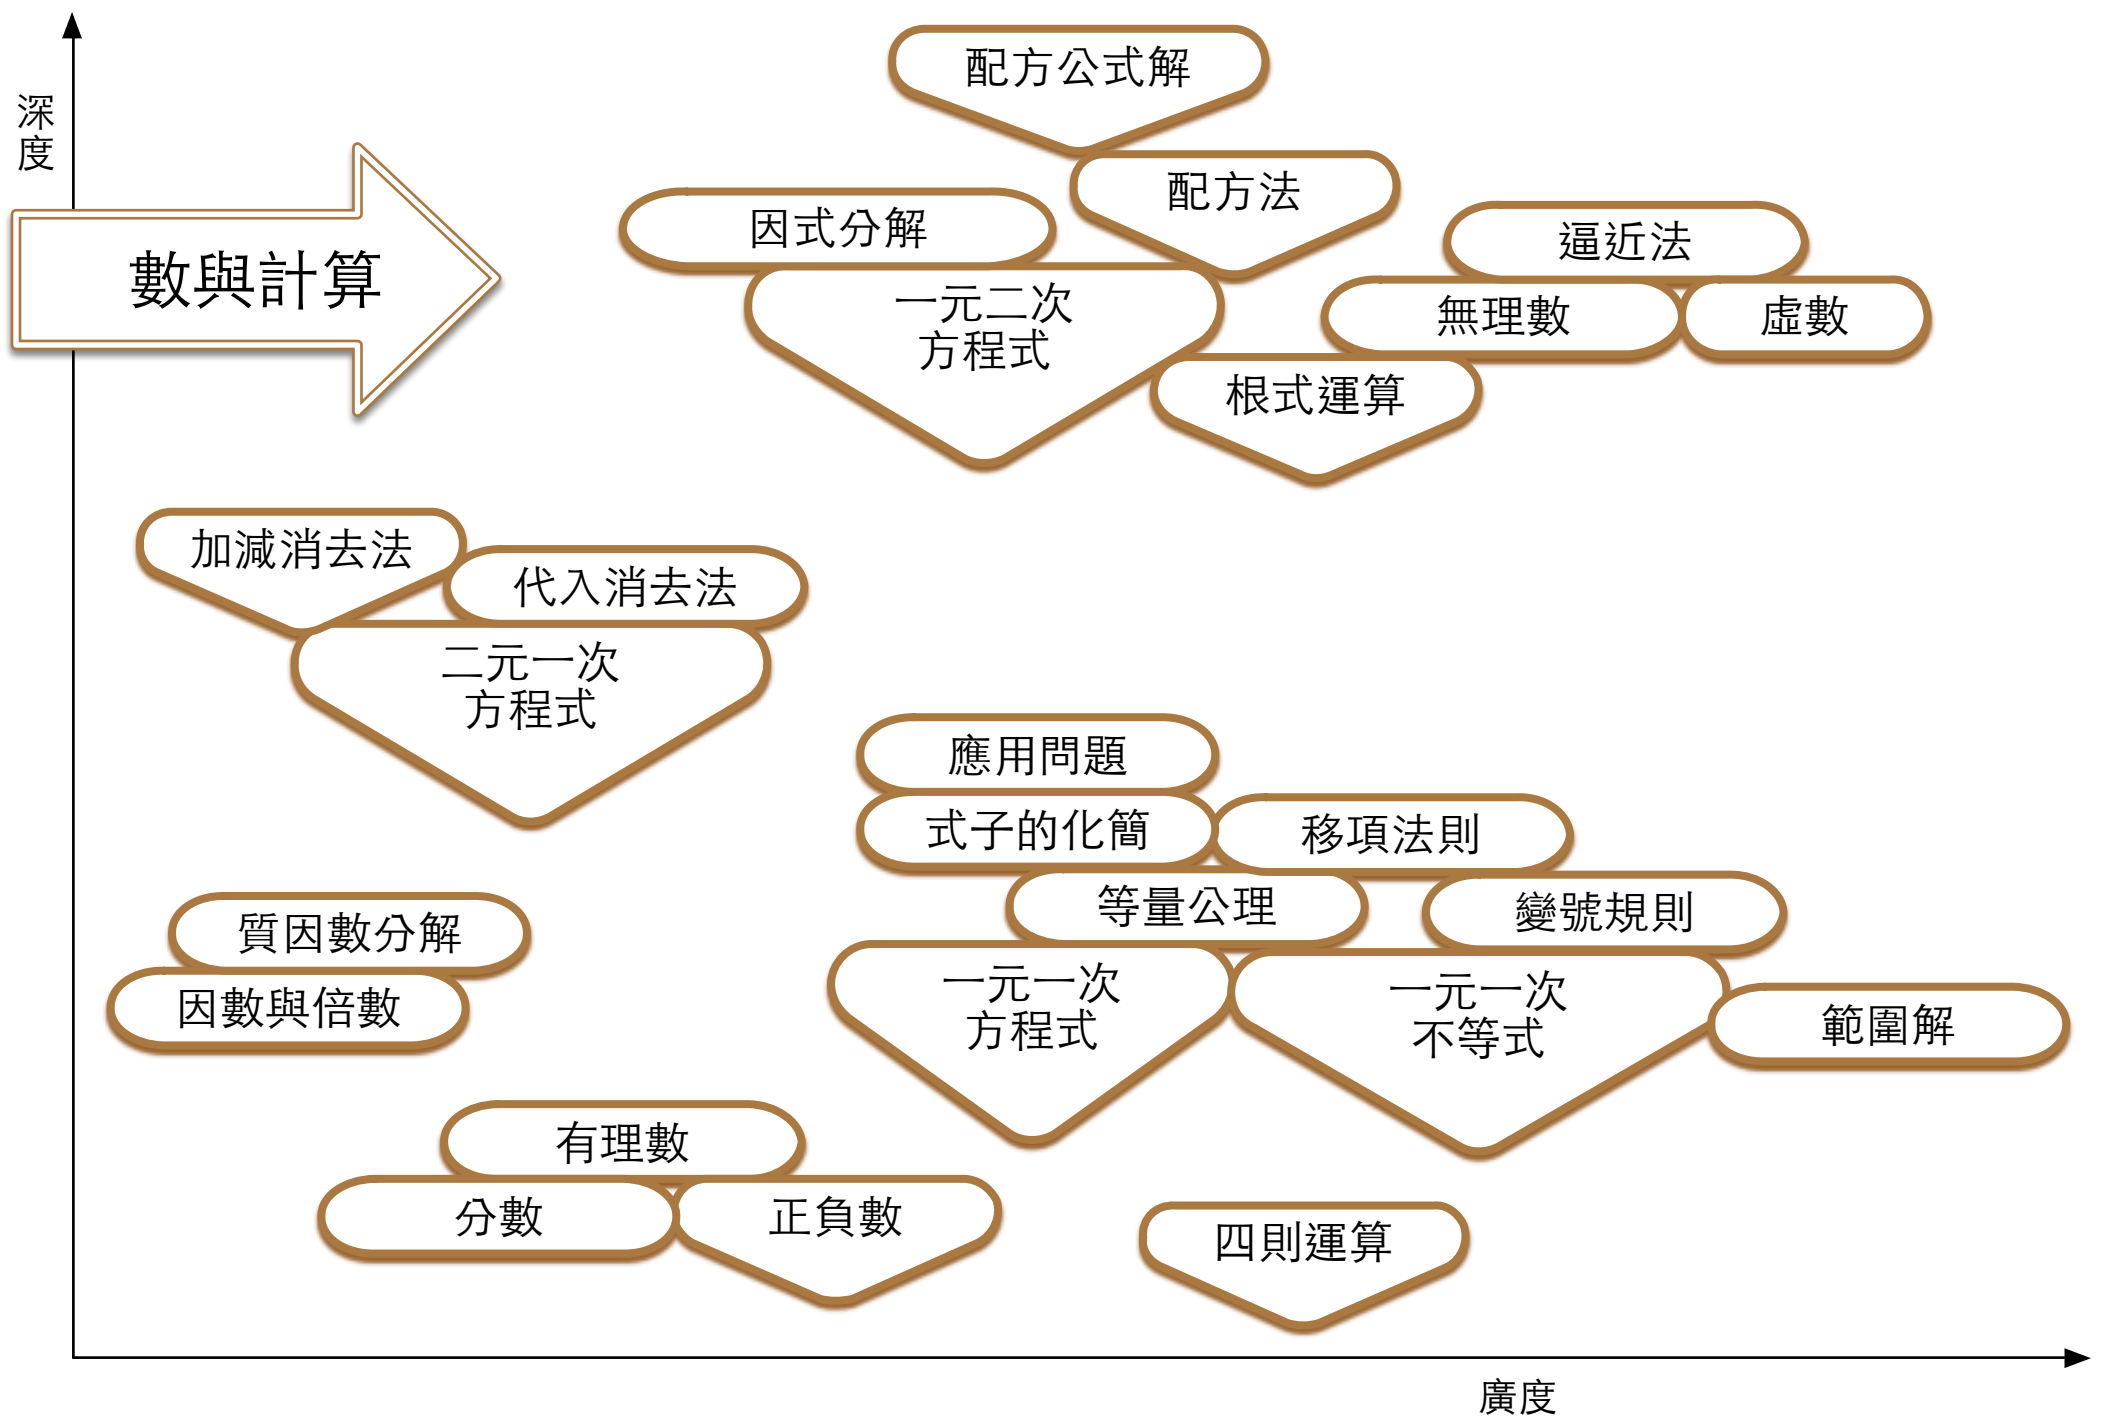 深
度
數與計算
配方公式解
配方法
因式分解
一元二次
方程式
逼近法
無理數
虛數
根式運算
加減消去法
代入消去法
二元一次
方程式
應用問題
式子的化簡
移項法則
等量公理
變號規則
一元一次
方程式
一元一次
不等式
範圍解
質因數分解
因數與倍數
有理數
分數
正負數
四則運算
廣度